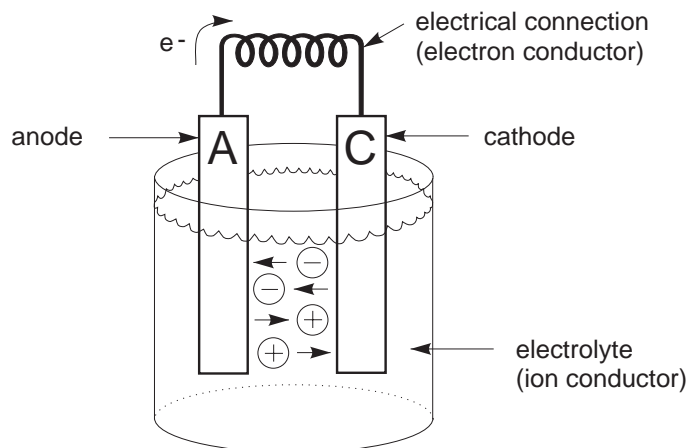 electrical connection
(electron conductor)
e-
anode
A
C
cathode
−
−
+
+
electrolyte
(ion conductor)